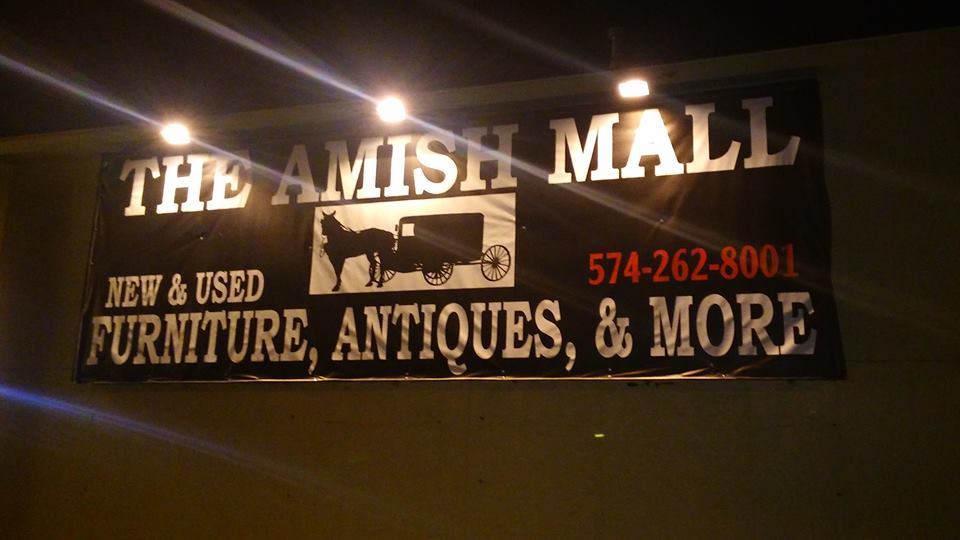 THE AMISH MALL
574-262-8001
NEW & USED
FURNITURE, ANTIQUES, & MORE